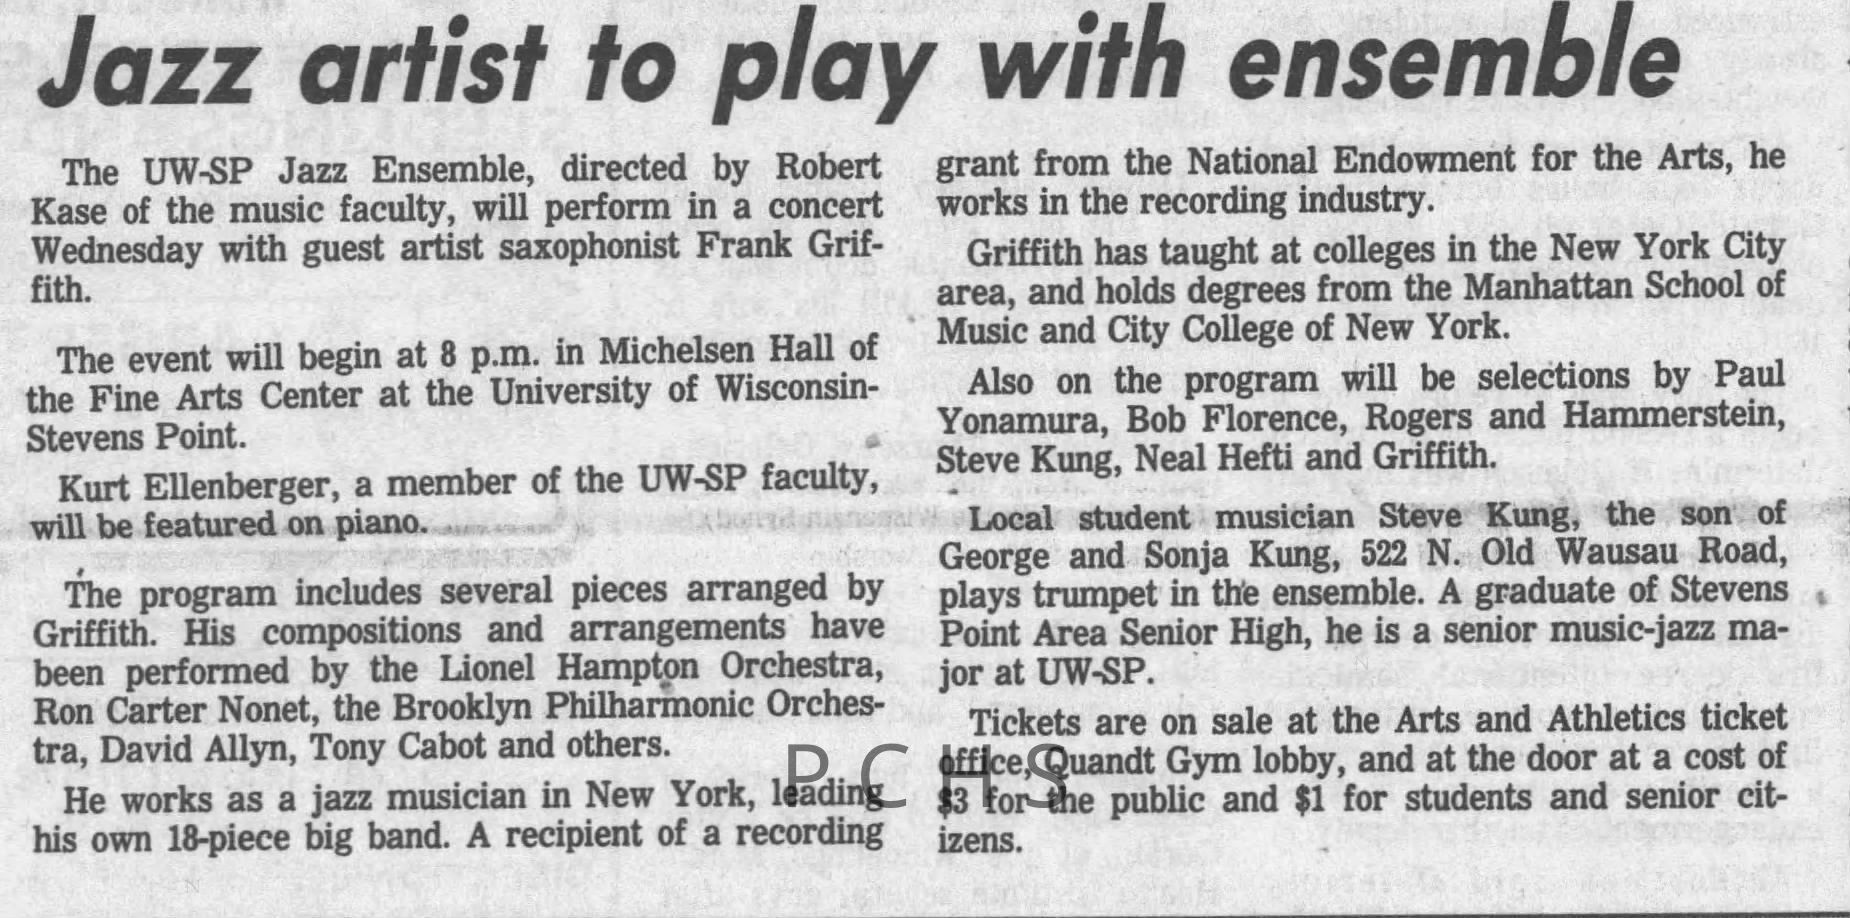 Jazz artist to play with ensemble
The UW-SP Jazz Ensemble, directed by Robert
Kase of the music faculty, will perform in a concert
Wednesday with guest artist saxophonist Frank Grif-
fith.
The event will begin at 8 p.m. in Michelsen Hall of
the Fine Arts Center at the University of Wisconsin-
Stevens Point.
Kurt Ellenberger, a member of the UW-SP faculty,
will be featured on piano.
The program includes several pieces arranged by
Griffith. His compositions and arrangements have
been performed by the Lionel Hampton Orchestra,
Ron Carter Nonet, the Brooklyn Philharmonic Orches-
tra, David Allyn, Tony Cabot and others.
He works as a jazz musician in New York, leading
his own 18-piece big band. A recipient of a recording
grant from the National Endowment for the Arts, he
works in the recording industry.
Griffith has taught at colleges in the New York City
area, and holds degrees from the Manhattan School of
Music and City College of New York.
Also on the program will be selections by Paul
Yonamura, Bob Florence, Rogers and Hammerstein,
Steve Kung, Neal Hefti and Griffith.
Local student musician Steve Kung, the son of
George and Sonja Kung, 522 N. Old Wausau Road,
plays trumpet in the ensemble. A graduate of Stevens
Point Area Senior High, he is a senior music-jazz ma-
jor at UW-SP.
Tickets are on sale at the Arts and Athletics ticket
office, Quandt Gym lobby, and at the door at a cost of
$3 for the public and $1 for students and senior cit-
izens.
PCHS